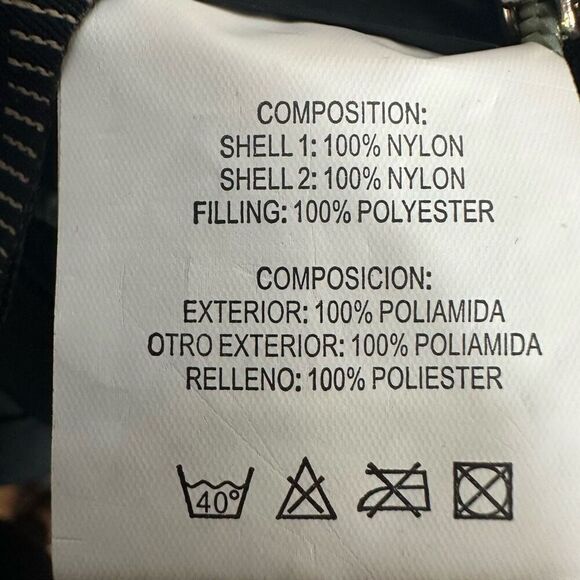 COMPOSITION:
SHELL 1: 100% NYLON
SHELL 2: 100% NYLON
FILLING: 100% POLYESTER
COMPOSICION:
EXTERIOR: 100% POLIAMIDA
OTRO EXTERIOR: 100% POLIAMIDA
RELLENO: 100% POLIESTER
40°